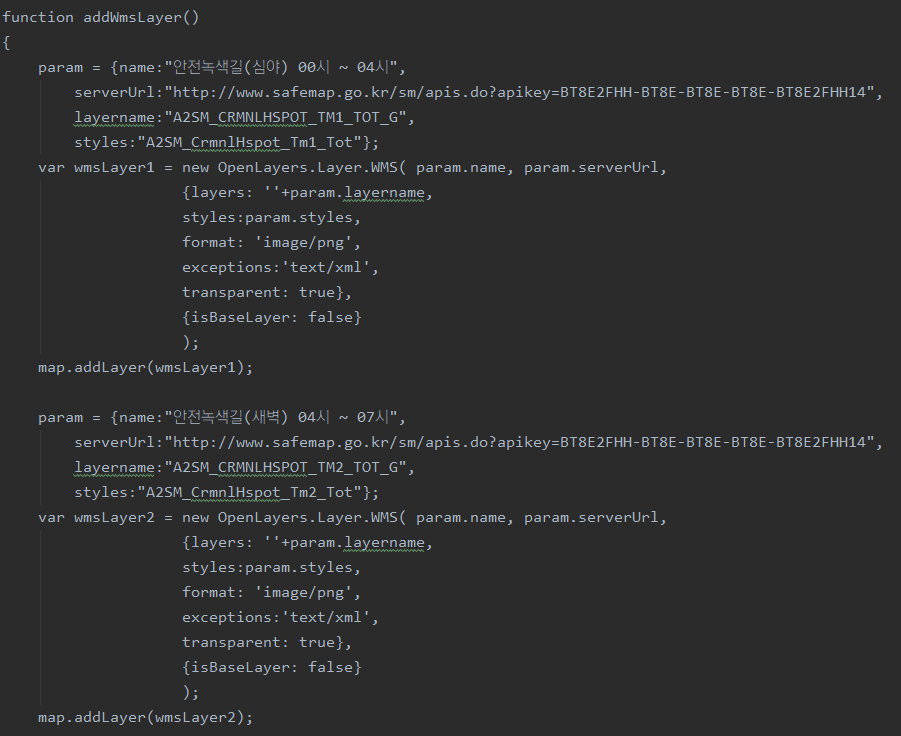 function addWmsLayer()
{
param = {name:"안전녹색길(심야) 00시 ~ 04시",
serverUrl:"http://www.safemap.go.kr/sm/apis.do?apikey=BT8E2FHH-BT8E-BT8E-BT8E-BT8E2FHH14",
layername:"A2SM_CRMNLHSPOT_TM1_TOT_G",
styles:"A2SM_CrmnlHspot_Tm1_Tot"};
var wmsLayer1 = new OpenLayers.Layer.WMS( param.name, param.serverUrl,
{layers: ''+param.layername,
styles:param.styles,
format: 'image/png',
exceptions:'text/xml',
transparent: true},
{isBaseLayer: false}
);
map.addLayer(wmsLayer1);
param = {name:"안전녹색길(새벽) 04시 ~ 07시",
serverUrl:"http://www.safemap.go.kr/sm/apis.do?apikey=BT8E2FHH-BT8E-BT8E-BT8E-BT8E2FHH14",
layername:"A2SM_CRMNLHSPOT_TM2_TOT_G",
styles:"A2SM_CrmnlHspot_Tm2_Tot"};
var wmsLayer2 = new OpenLayers.Layer.WMS( param.name, param.serverUrl,
{layers: ''+param.layername,
styles:param.styles,
format: 'image/png',
exceptions:'text/xml',
transparent: true},
{isBaseLayer: false}
);
map.addLayer(wmsLayer2);